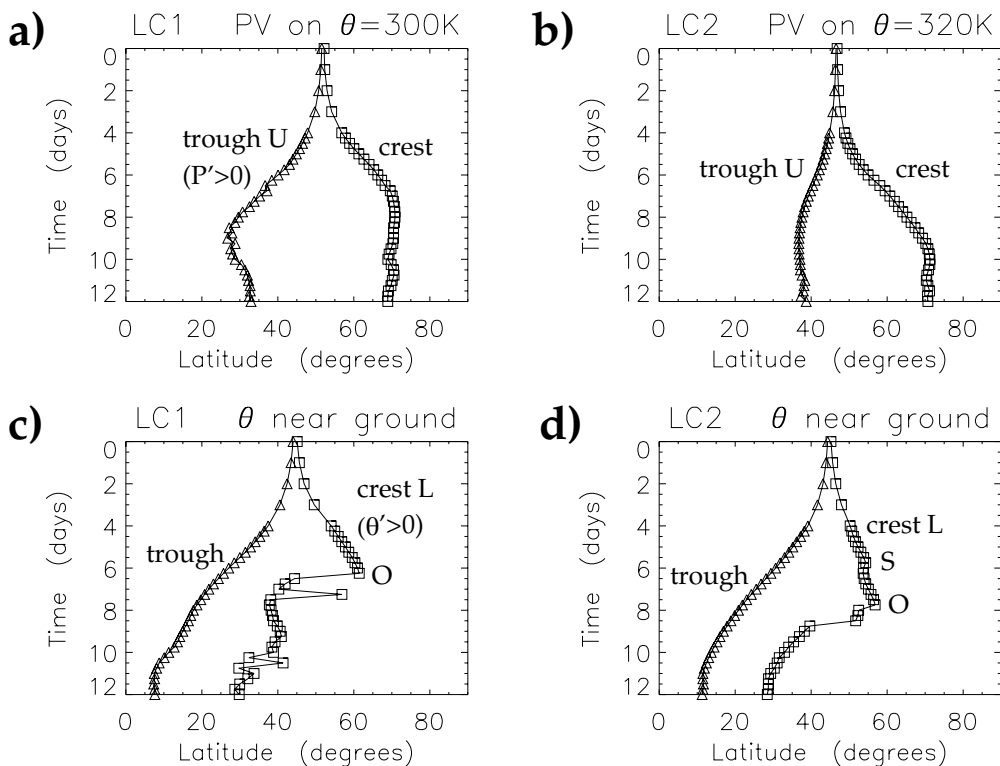 a) LC1 PV on θ=300K
0
2
4
6
8
10
12
Time (days)
trough U
(P'>0)
crest
0 20 40 60 80
Latitude (degrees)
b) LC2 PV on θ=320K
0
2
4
6
8
10
12
Time (days)
trough U
crest
0 20 40 60 80
Latitude (degrees)
c) LC1 θ near ground
0
2
4
6
8
10
12
Time (days)
trough
crest L
(θ'>0)
O
0 20 40 60 80
Latitude (degrees)
d) LC2 θ near ground
0
2
4
6
8
10
12
Time (days)
trough
crest L
S
O
0 20 40 60 80
Latitude (degrees)